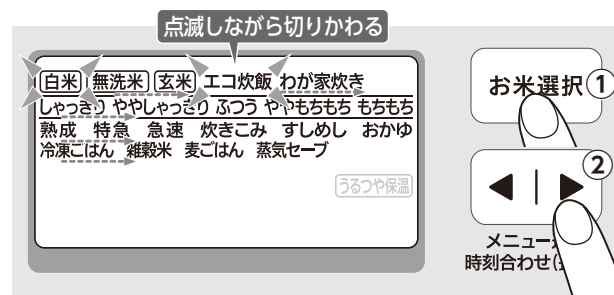 点滅しながら切りかわる
白米 無洗米 玄米 エコ炊飯 わが家炊き
しゃっきり ややしゃっきり ふつう ややもちもち もちもち
熟成 特急 急速 炊きこみ すしめし おかゆ
冷凍ごはん 雑穀米 麦ごはん 蒸気セーブ
うるつや保温
お米選択 ①
②
◀ | ▶
メニュー
時刻合わせ